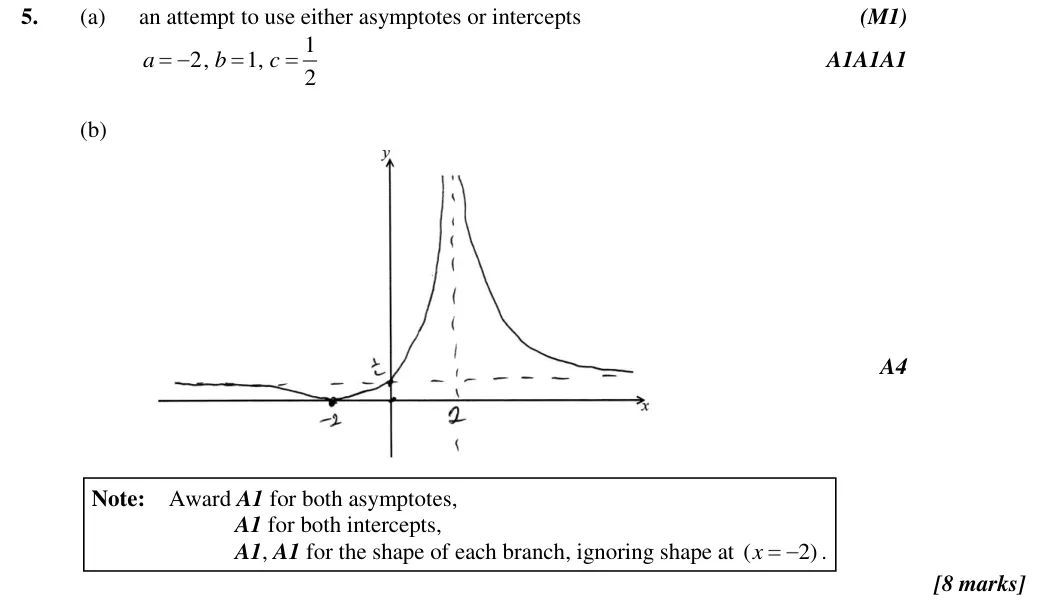 5. (a) an attempt to use either asymptotes or intercepts (M1)
a = −2, b = 1, c = 1/2 A1A1A1
(b)
y
1/2
A4
x
−2 2
Note: Award A1 for both asymptotes,
A1 for both intercepts,
A1, A1 for the shape of each branch, ignoring shape at (x = −2).
[8 marks]